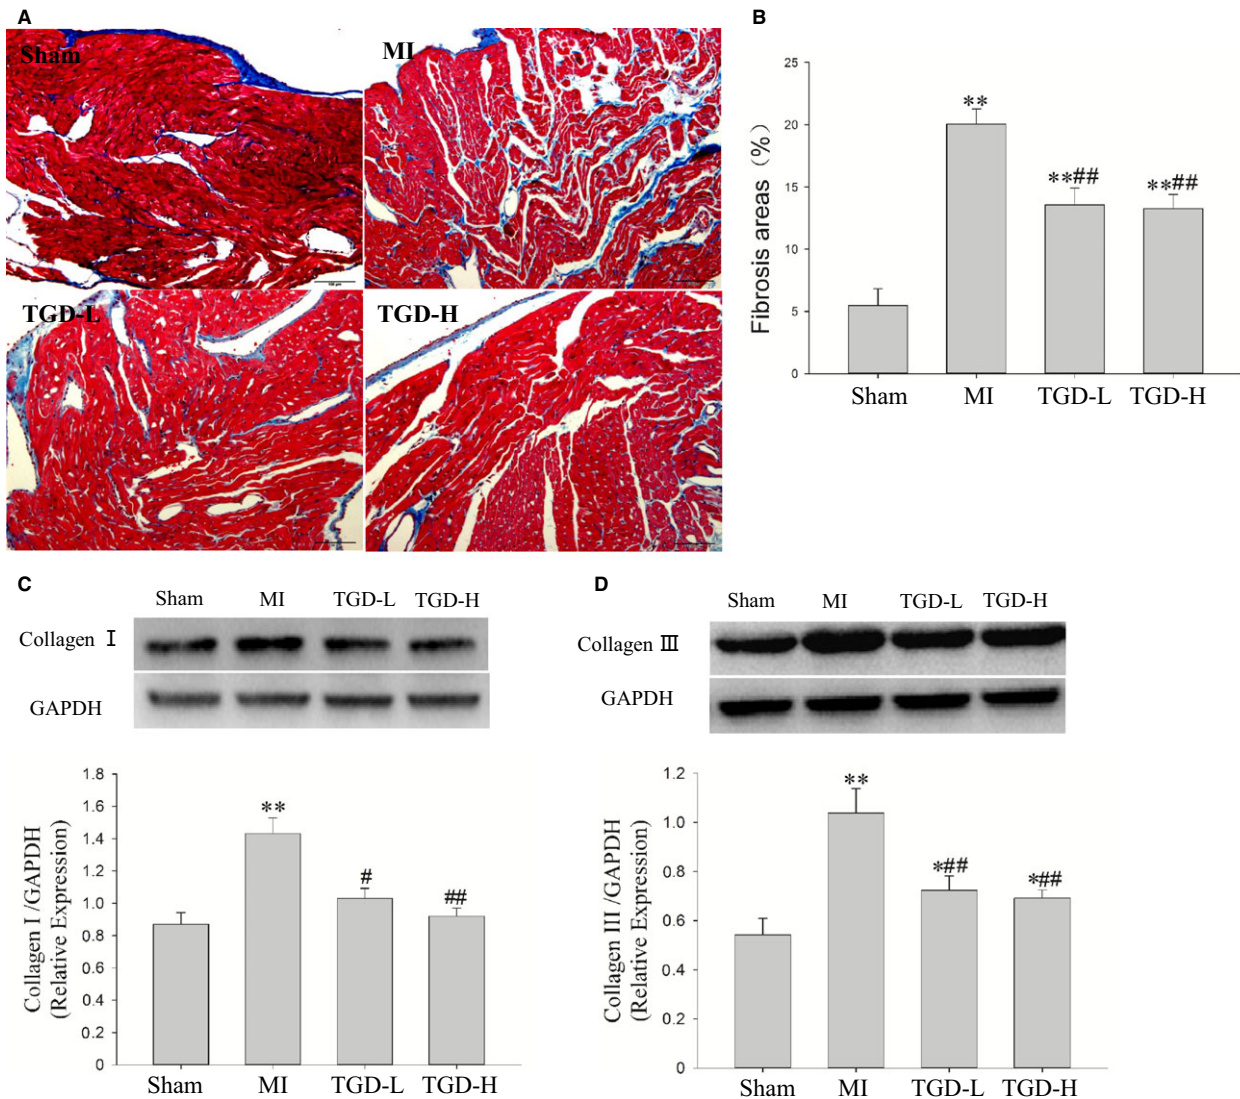 A
Sham
MI
TGD-L
TGD-H
B
Fibrosis areas (%)
25
20
15
10
5
0
**
**##
**##
Sham MI TGD-L TGD-H
C
Sham MI TGD-L TGD-H
Collagen Ⅰ
GAPDH
Collagen I /GAPDH
(Relative Expression)
1.8
1.6
1.4
1.2
1.0
0.8
0.6
0.4
0.2
0
**
#
##
Sham MI TGD-L TGD-H
D
Sham MI TGD-L TGD-H
Collagen Ⅲ
GAPDH
Collagen III /GAPDH
(Relative Expression)
1.2
1.0
0.8
0.6
0.4
0.2
0
**
*##
*##
Sham MI TGD-L TGD-H